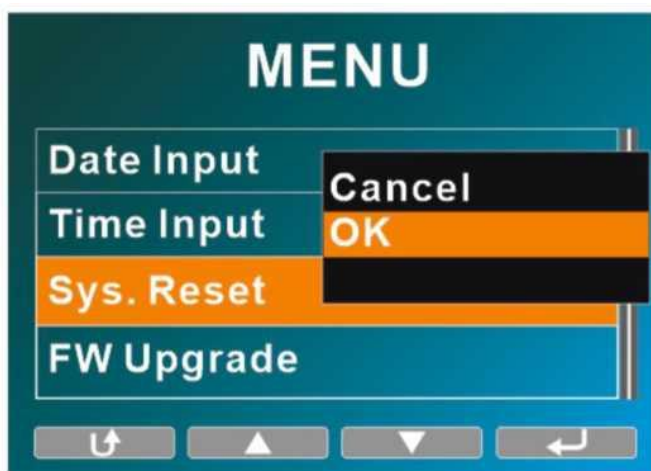 MENU
Date Input
Cancel
Time Input
OK
Sys. Reset
FW Upgrade